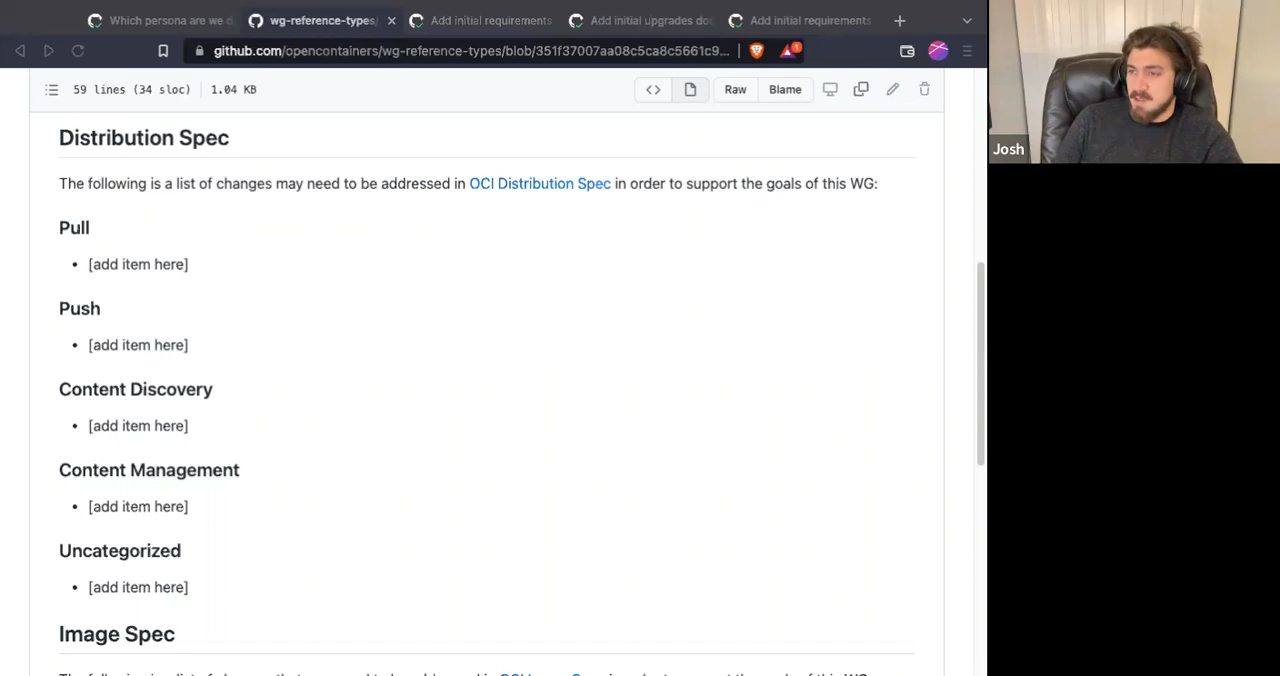 Which persona are we d
wg-reference-types/
Add initial requirements
Add initial upgrades doc
Add initial requirements
github.com/opencontainers/wg-reference-types/blob/351f37007aa08c5ca8c5661c9...
1
59 lines (34 sloc)
1.04 KB
Raw
Blame
Distribution Spec
The following is a list of changes may need to be addressed in OCI Distribution Spec in order to support the goals of this WG:
Pull
• [add item here]
Push
• [add item here]
Content Discovery
• [add item here]
Content Management
• [add item here]
Uncategorized
• [add item here]
Image Spec
Josh